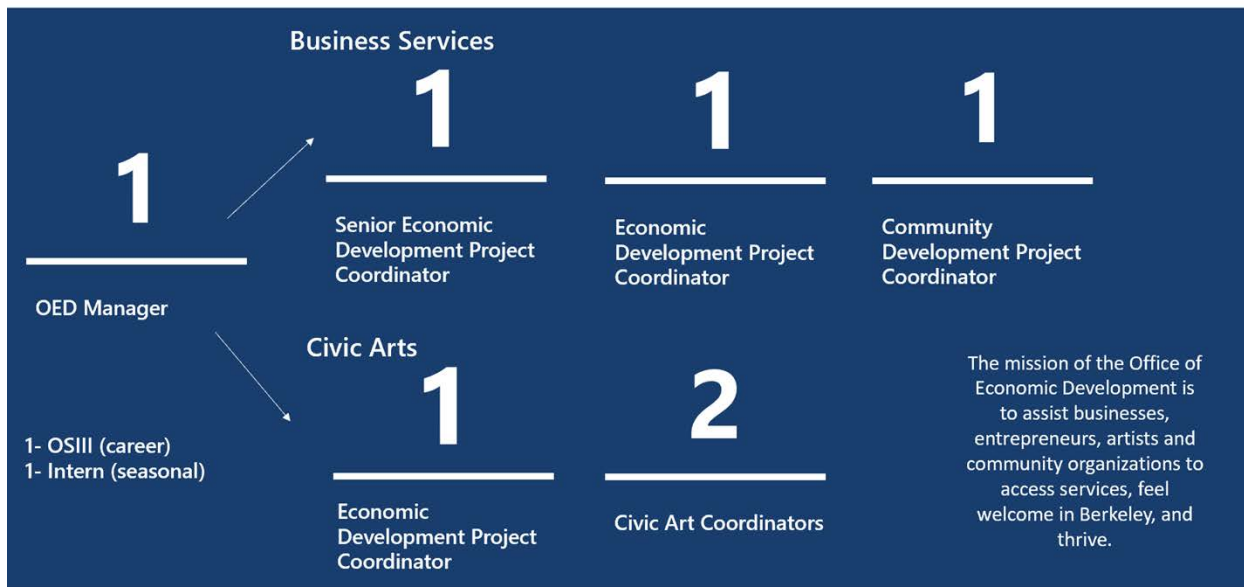 Business Services
1
Senior Economic
Development Project
Coordinator
1
Economic
Development Project
Coordinator
1
Community
Development Project
Coordinator
1
OED Manager
1- OSIII (career)
1- Intern (seasonal)
Civic Arts
1
Economic
Development Project
Coordinator
2
Civic Art Coordinators
The mission of the Office of
Economic Development is
to assist businesses,
entrepreneurs, artists and
community organizations to
access services, feel
welcome in Berkeley, and
thrive.